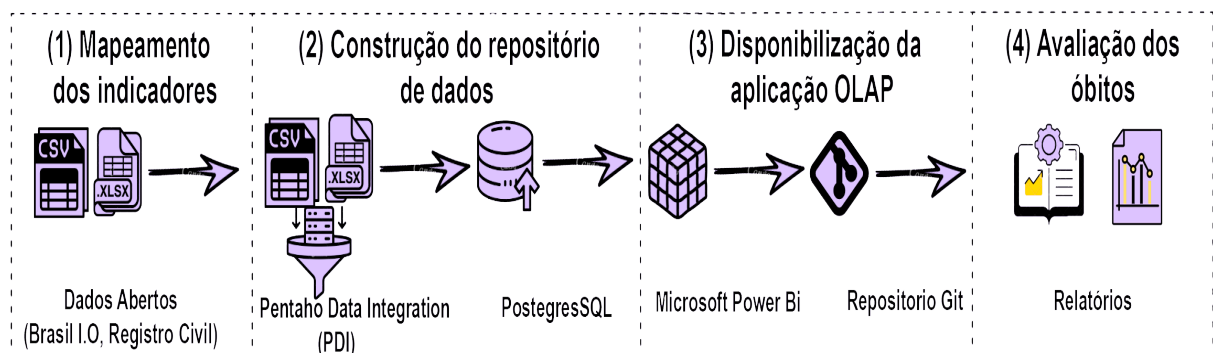 (1) Mapeamento
dos indicadores
CSV
.XLSX
Dados Abertos
(Brasil I.O, Registro Civil)
(2) Construção do repositório
de dados
CSV
.XLSX
Pentaho Data Integration
(PDI)
PostegresSQL
(3) Disponibilização da
aplicação OLAP
Microsoft Power Bi
Repositorio Git
(4) Avaliação dos
óbitos
Relatórios